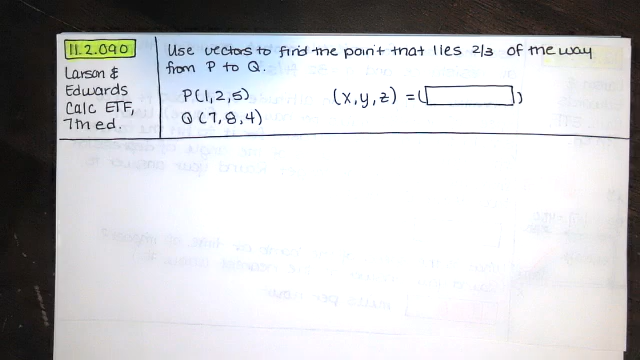 11.2.090
Larson &
Edwards
Calc ETF,
7th ed.
Use vectors to find the point that lies 2/3 of the way
from P to Q.
P(1,2,5)
(x,y,z) = ( )
Q(7,8,4)